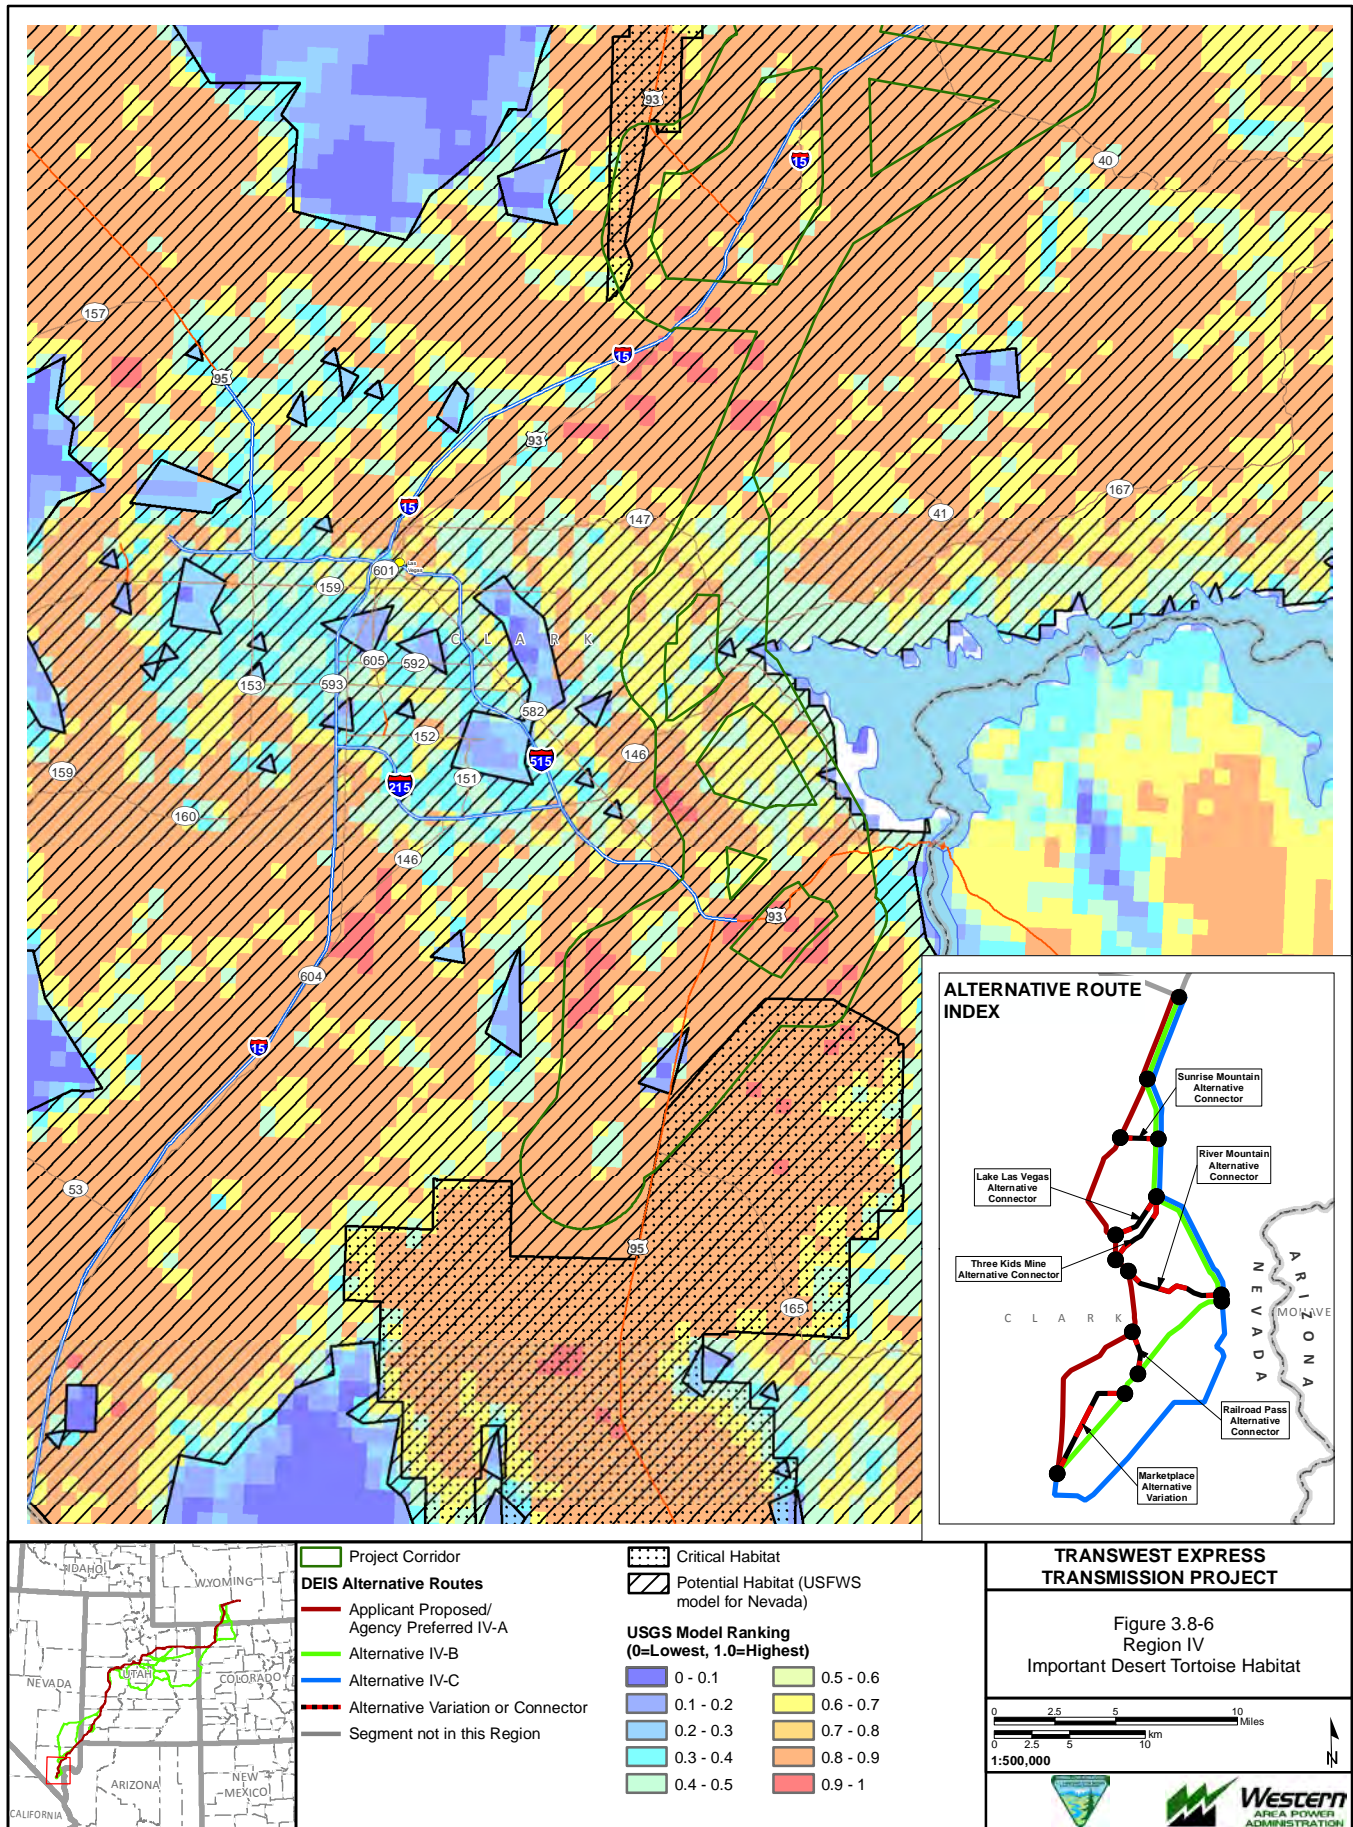 93
15
40
157
15
95
93
167
41
15
147
Las
Vegas
601
159
C L A R K
605
592
153
593
582
152
146
515
159
151
215
160
146
93
604
15
53
95
165
ALTERNATIVE ROUTE
INDEX
Sunrise Mountain
Alternative
Connector
River Mountain
Alternative
Connector
Lake Las Vegas
Alternative
Connector
Three Kids Mine
Alternative Connector
C L A R K
NEVADA
ARIZONA
MOHAVE
Railroad Pass
Alternative
Connector
Marketplace
Alternative
Variation
IDAHO
WYOMING
NEVADA
UTAH
COLORADO
ARIZONA
NEW
MEXICO
CALIFORNIA
Project Corridor
DEIS Alternative Routes
Applicant Proposed/
Agency Preferred IV-A
Alternative IV-B
Alternative IV-C
Alternative Variation or Connector
Segment not in this Region
Critical Habitat
Potential Habitat (USFWS
model for Nevada)
USGS Model Ranking
(0=Lowest, 1.0=Highest)
0 - 0.1
0.1 - 0.2
0.2 - 0.3
0.3 - 0.4
0.4 - 0.5
0.5 - 0.6
0.6 - 0.7
0.7 - 0.8
0.8 - 0.9
0.9 - 1
TRANSWEST EXPRESS
TRANSMISSION PROJECT
Figure 3.8-6
Region IV
Important Desert Tortoise Habitat
0 2.5 5 10
Miles
km
0 2.5 5 10
1:500,000
N
Western
AREA POWER
ADMINISTRATION